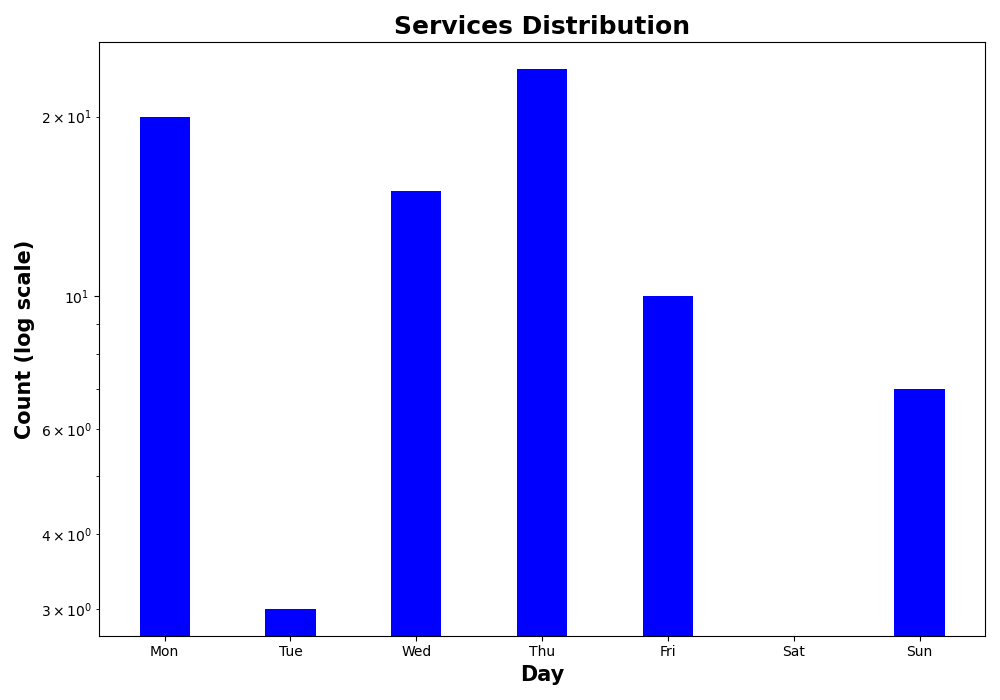 Services Distribution
Count (log scale)
2 × 10¹
10¹
6 × 10⁰
4 × 10⁰
3 × 10⁰
Mon Tue Wed Thu Fri Sat Sun
Day